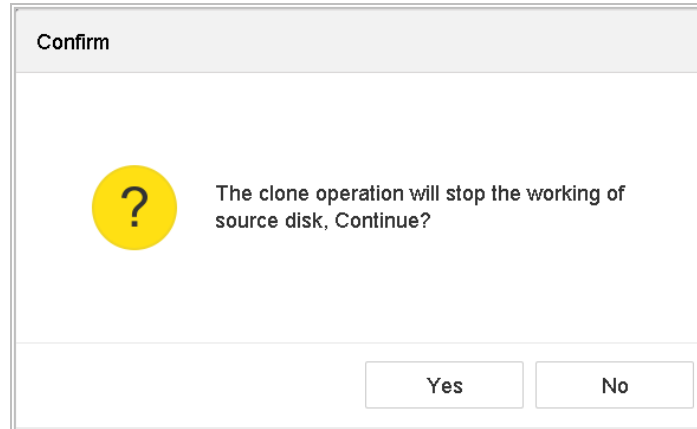 Confirm
?
The clone operation will stop the working of
source disk, Continue?
Yes
No